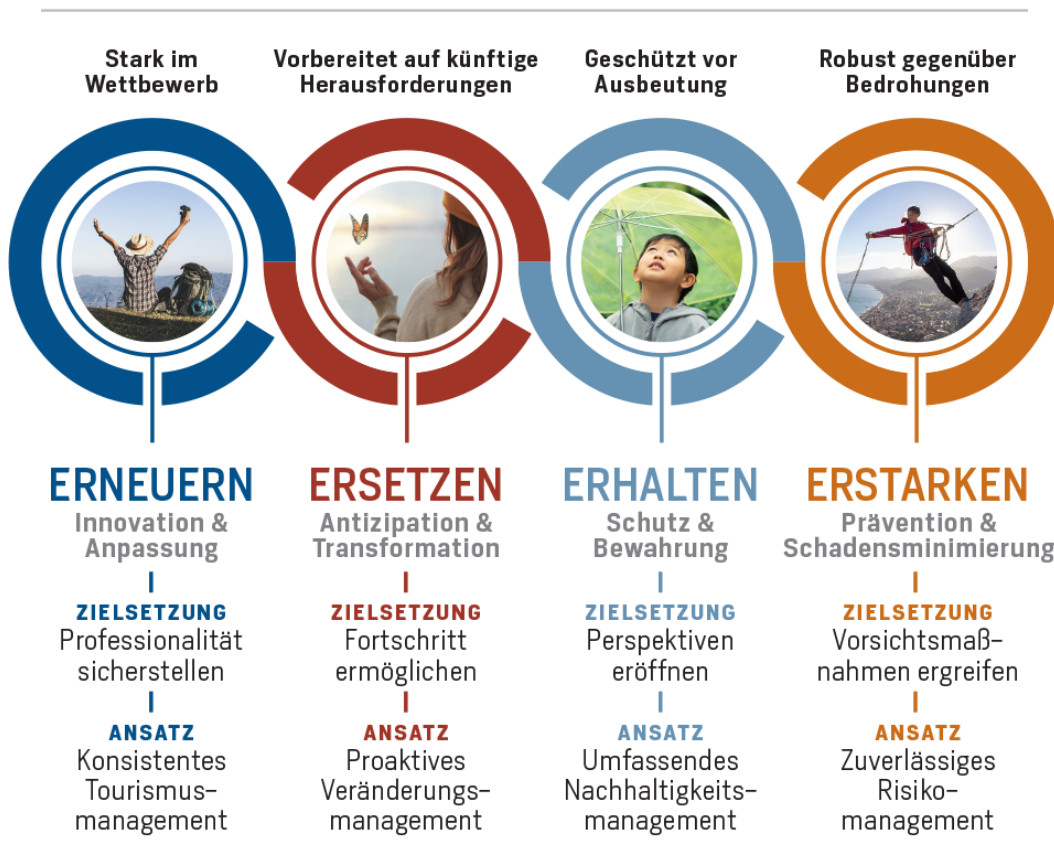 Stark im
Wettbewerb
Vorbereitet auf künftige
Herausforderungen
Geschützt vor
Ausbeutung
Robust gegenüber
Bedrohungen
ERNEUERN
Innovation &
Anpassung
ZIELSETZUNG
Professionalität
sicherstellen
ANSATZ
Konsistentes
Tourismus–
management
ERSETZEN
Antizipation &
Transformation
ZIELSETZUNG
Fortschritt
ermöglichen
ANSATZ
Proaktives
Veränderungs–
management
ERHALTEN
Schutz &
Bewahrung
ZIELSETZUNG
Perspektiven
eröffnen
ANSATZ
Umfassendes
Nachhaltigkeits–
management
ERSTARKEN
Prävention &
Schadensminimierung
ZIELSETZUNG
Vorsichtsmaß–
nahmen ergreifen
ANSATZ
Zuverlässiges
Risiko–
management